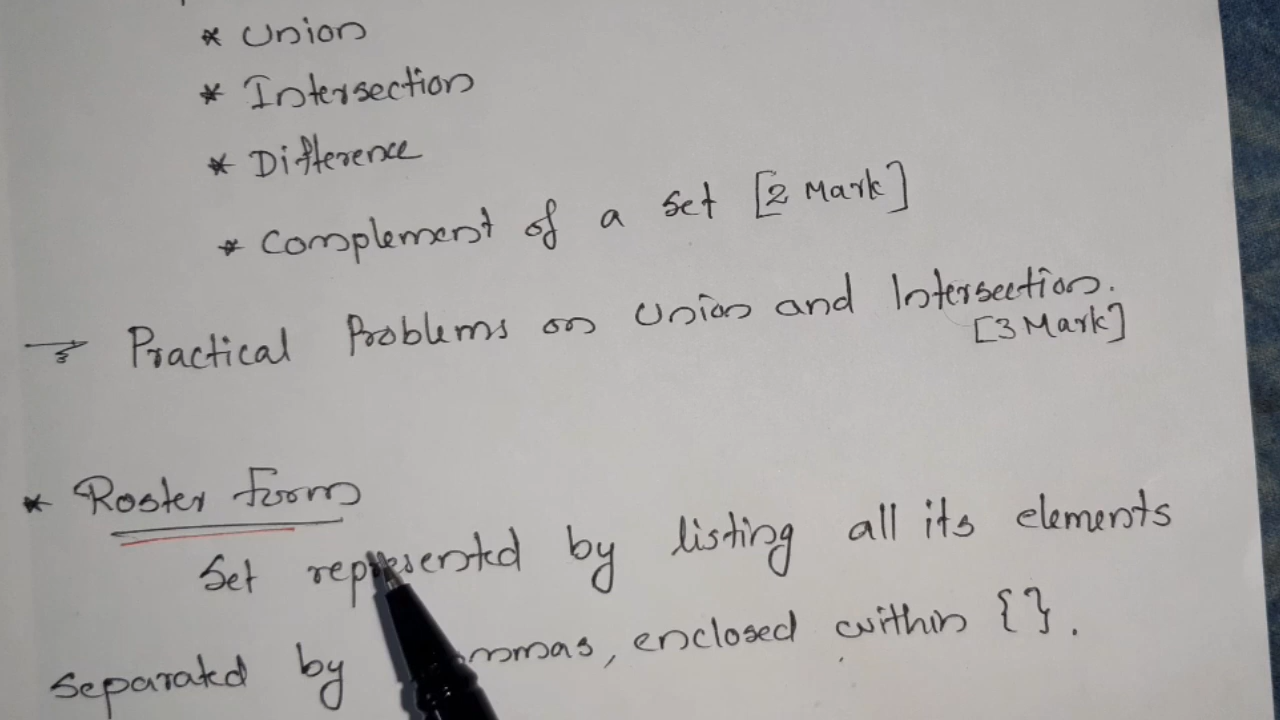 * Union
* Intersection
* Difference
* Complement of a set [2 Mark]
→ Practical Problems on Union and Intersection.
[3 Mark]
* Roster Form
Set represented by listing all its elements
separated by commas, enclosed within { }.